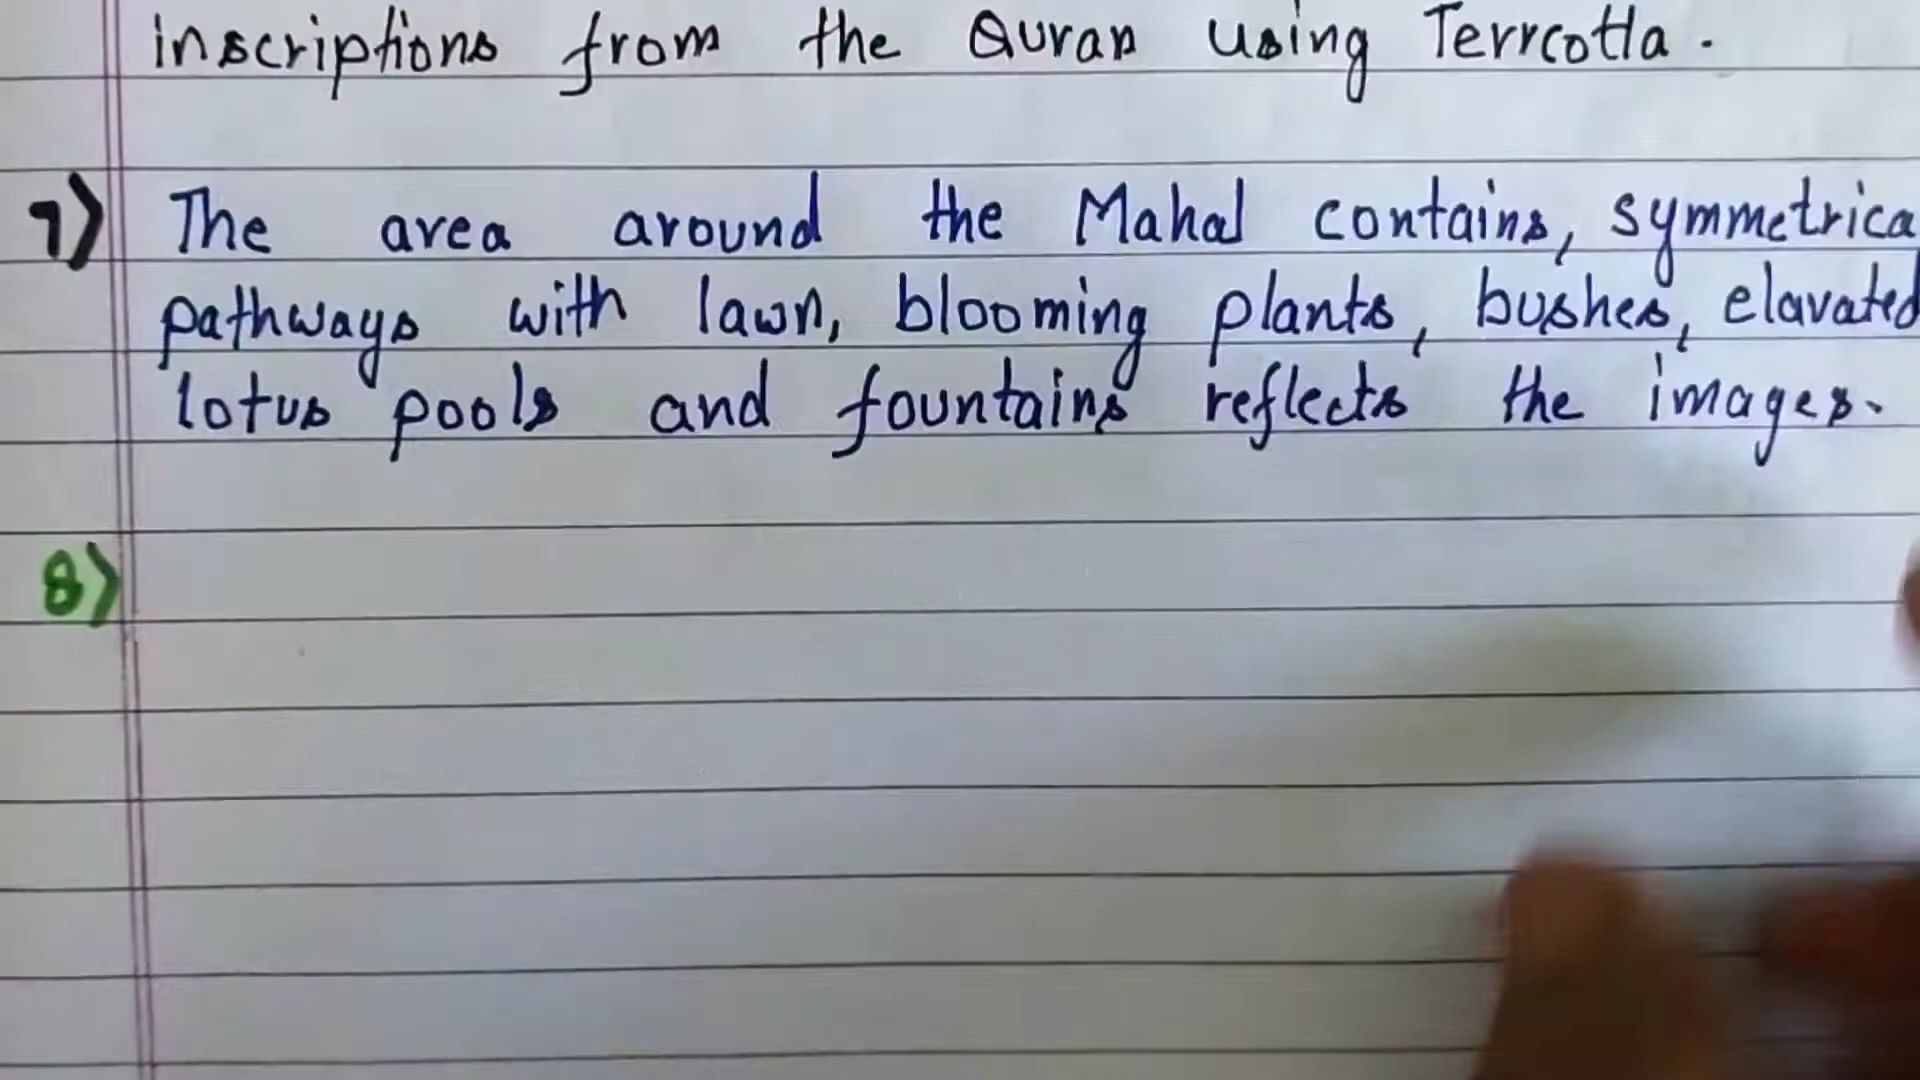 inscriptions from the Quran using Terrcotta.
7) The area around the Mahal contains, symmetrica
pathways with lawn, blooming plants, bushes, elavated
lotus pools and fountains reflects the images.
8)